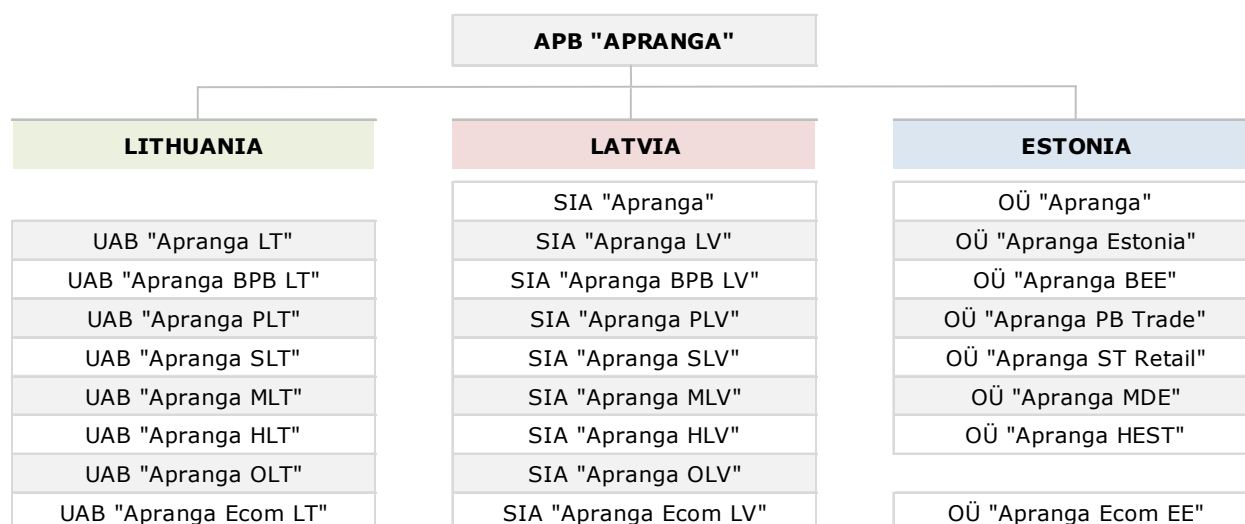 APB "APRANGA"
LITHUANIA
LATVIA
ESTONIA
SIA "Apranga"
OÜ "Apranga"
UAB "Apranga LT"
SIA "Apranga LV"
OÜ "Apranga Estonia"
UAB "Apranga BPB LT"
SIA "Apranga BPB LV"
OÜ "Apranga BEE"
UAB "Apranga PLT"
SIA "Apranga PLV"
OÜ "Apranga PB Trade"
UAB "Apranga SLT"
SIA "Apranga SLV"
OÜ "Apranga ST Retail"
UAB "Apranga MLT"
SIA "Apranga MLV"
OÜ "Apranga MDE"
UAB "Apranga HLT"
SIA "Apranga HLV"
OÜ "Apranga HEST"
UAB "Apranga OLT"
SIA "Apranga OLV"
UAB "Apranga Ecom LT"
SIA "Apranga Ecom LV"
OÜ "Apranga Ecom EE"